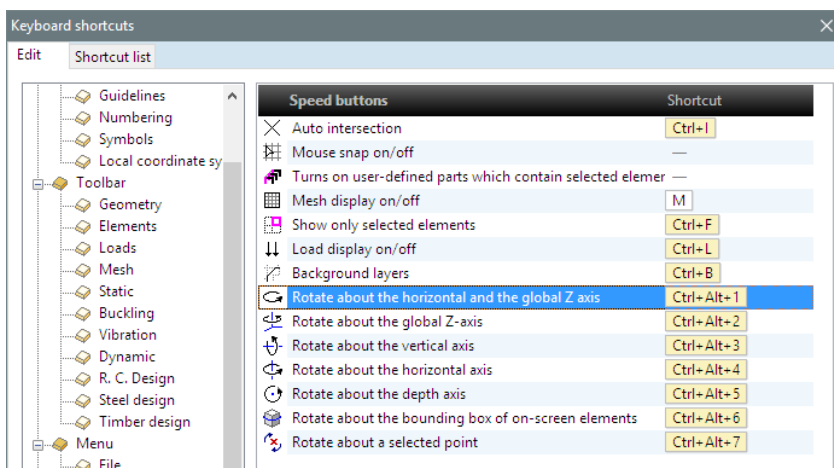 Keyboard shortcuts
Edit
Shortcut list
Guidelines
Numbering
Symbols
Local coordinate sy
Toolbar
Geometry
Elements
Loads
Mesh
Static
Buckling
Vibration
Dynamic
R. C. Design
Steel design
Timber design
Menu
File
Speed buttons Shortcut
Auto intersection Ctrl+I
Mouse snap on/off —
Turns on user-defined parts which contain selected elemer —
Mesh display on/off M
Show only selected elements Ctrl+F
Load display on/off Ctrl+L
Background layers Ctrl+B
Rotate about the horizontal and the global Z axis Ctrl+Alt+1
Rotate about the global Z-axis Ctrl+Alt+2
Rotate about the vertical axis Ctrl+Alt+3
Rotate about the horizontal axis Ctrl+Alt+4
Rotate about the depth axis Ctrl+Alt+5
Rotate about the bounding box of on-screen elements Ctrl+Alt+6
Rotate about a selected point Ctrl+Alt+7